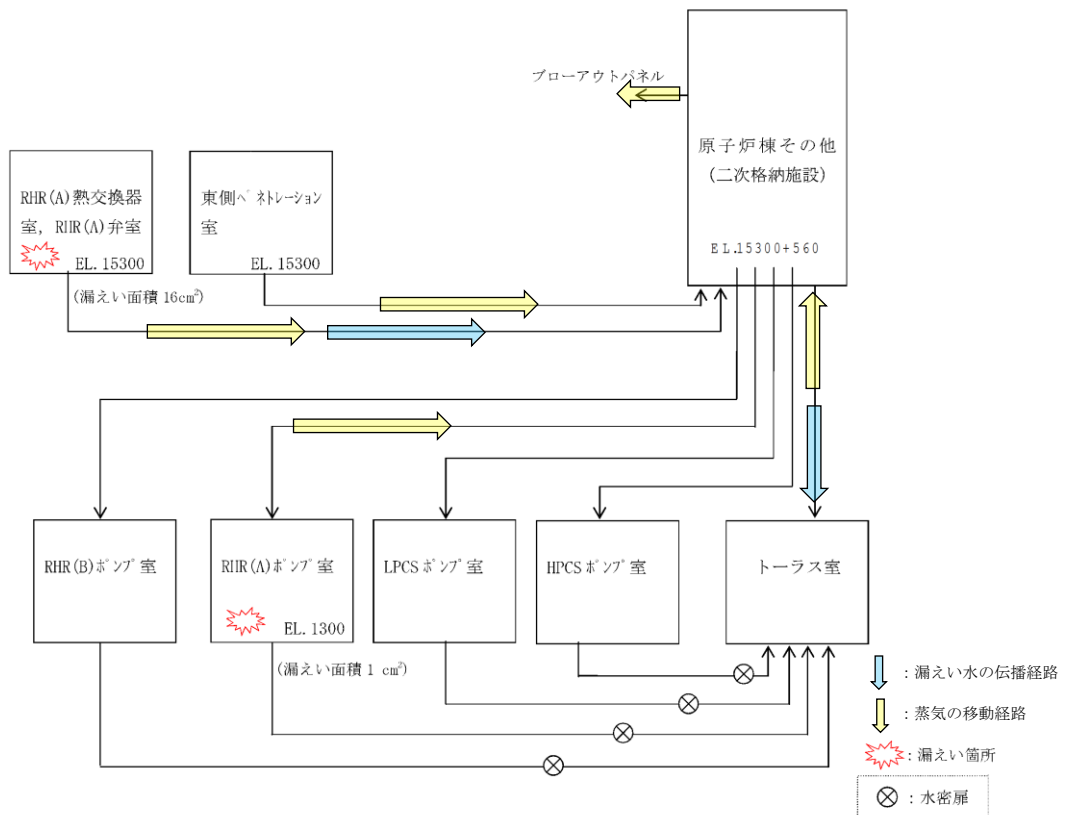 ブローアウトパネル
原子炉棟その他
(二次格納施設)
EL.15300+560
RHR(A)熱交換器
室，RHR(A)弁室
EL.15300
(漏えい面積 16cm²)
東側ペネトレーション
室
EL.15300
RHR(B)ポンプ室
RHR(A)ポンプ室
EL.1300
(漏えい面積 1 cm²)
LPCSポンプ室
HPCSポンプ室
トーラス室
：漏えい水の伝播経路
：蒸気の移動経路
：漏えい箇所
：水密扉